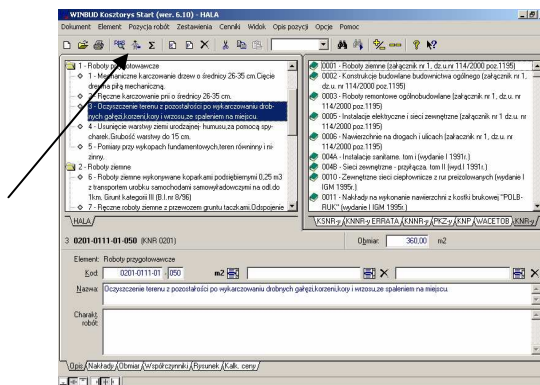 WINBUD Kosztorys Start (wer. 6.10) - HALA
Dokument Element Pozycja robót Zestawienia Cenniki Widok Opis pozycji Opcje Pomoc
1 - Roboty przygotowawcze
1 - Mechaniczne karczowanie drzew o średnicy 26-35 cm.Cięcie
drewna piłą mechaniczną.
2 - Ręczne karczowanie pni o średnicy 26-35 cm.
3 - Oczyszczenie terenu z pozostałości po wykarczowaniu drob-
nych gałęzi,korzeni,kory i wrzosu,ze spaleniem na miejscu.
4 - Usunięcie warstwy ziemi urodzajnej- humusu,za pomocą spy-
charek.Grubość warstwy do 15 cm.
5 - Pomiary przy wykopach fundamentowych,teren równinny i ni-
zinny.
2 - Roboty ziemne
6 - Roboty ziemne wykonywane koparkami podsiębiernymi 0,25 m3
z transportem urobku samochodami samowyładowczymi na odl.do
1km. Grunt kategorii III (B.I.nr 8/96)
7 - Ręczne roboty ziemne z przewozem gruntu taczkami.Odspojenie
HALA
0001 - Roboty ziemne (załącznik nr 1, dz.u.nr 114/2000 poz.1195)
0002 - Konstrukcje budowlane budownictwa ogólnego (załącznik nr 1,
dz.u. nr 114/2000 poz.1195)
0003 - Roboty remontowe ogólnobudowlane (załącznik nr 1, dz.u. nr
114/2000 poz.1195)
0005 - Instalacje elektryczne i sieci zewnętrzne (załącznik nr 1 dz.u. nr
114/2000 poz.1195)
0006 - Nawierzchnie na drogach i ulicach (załącznik nr 1, dz.u. nr
114/2000 poz.1195)
004A - Instalacje sanitarne. tom i (wydanie I 1991r.)
004B - Sieci zewnętrzne - przyłącza. tom II (wyd.I 1991r.)
0010 - Zewnętrzne sieci ciepłownicze z rur preizolowanych (wydanie I
IGM 1995r.)
0011 - Nakłady na wykonanie nawierzchni z kostki brukowej "POLB-
RUK" (wydanie I IGM 1995r.)
KSNR-y KNNR-y ERRATA KNNR-y PKZ-y KNP WACETOB KNR-y
3 0201-0111-01-050 (KNR 0201) Obmiar: 360.00 m2
Element: Roboty przygotowawcze
Kod: 0201-0111-01 - 050 m2
Nazwa: Oczyszczenie terenu z pozostałości po wykarczowaniu drobnych gałęzi,korzeni,kory i wrzosu,ze spaleniem na miejscu.
Charakt.
robót:
Opis Nakłady Obmiar Współczynniki Rysunek Kalk. ceny